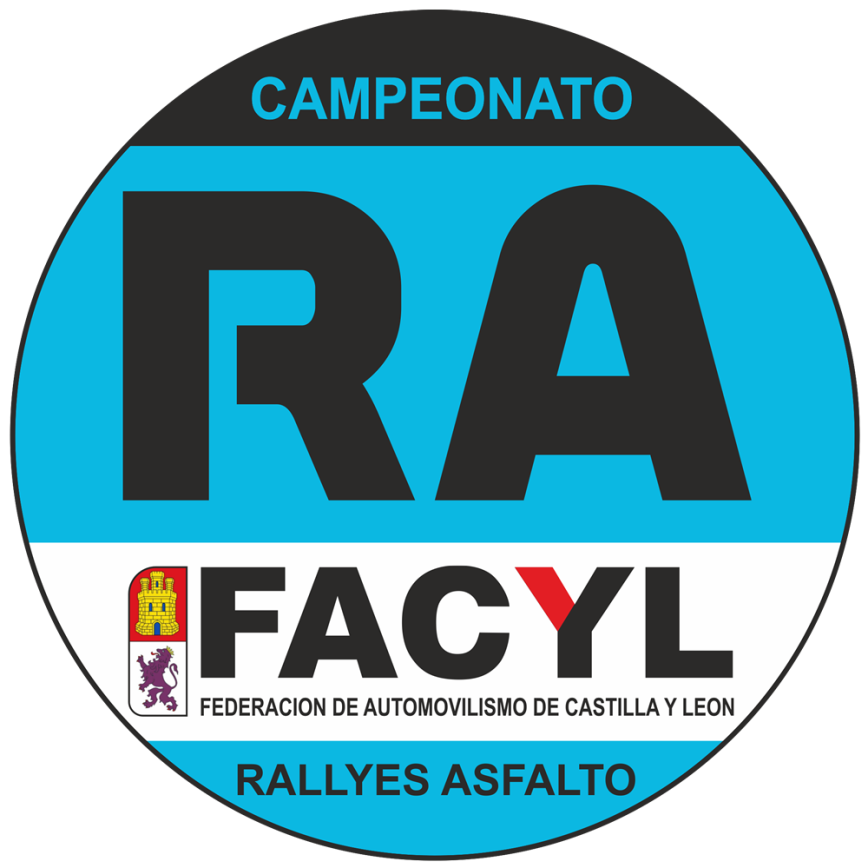 CAMPEONATO
RA
FACYL
FEDERACION DE AUTOMOVILISMO DE CASTILLA Y LEON
RALLYES ASFALTO